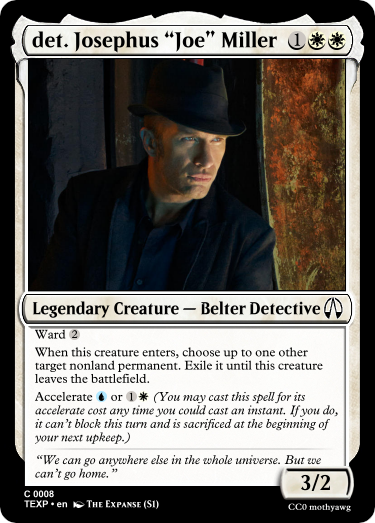 det. Josephus “Joe” Miller 1
Legendary Creature — Belter Detective
Ward 2
When this creature enters, choose up to one other
target nonland permanent. Exile it until this creature
leaves the battlefield.
Accelerate or 1 (You may cast this spell for its
accelerate cost any time you could cast an instant. If you do,
it can’t block this turn and is sacrificed at the beginning of
your next upkeep.)
“We can go anywhere else in the whole universe. But we
can’t go home.”
3/2
C 0008
TEXP • en The Expanse (S1)
CC0 mothyawg